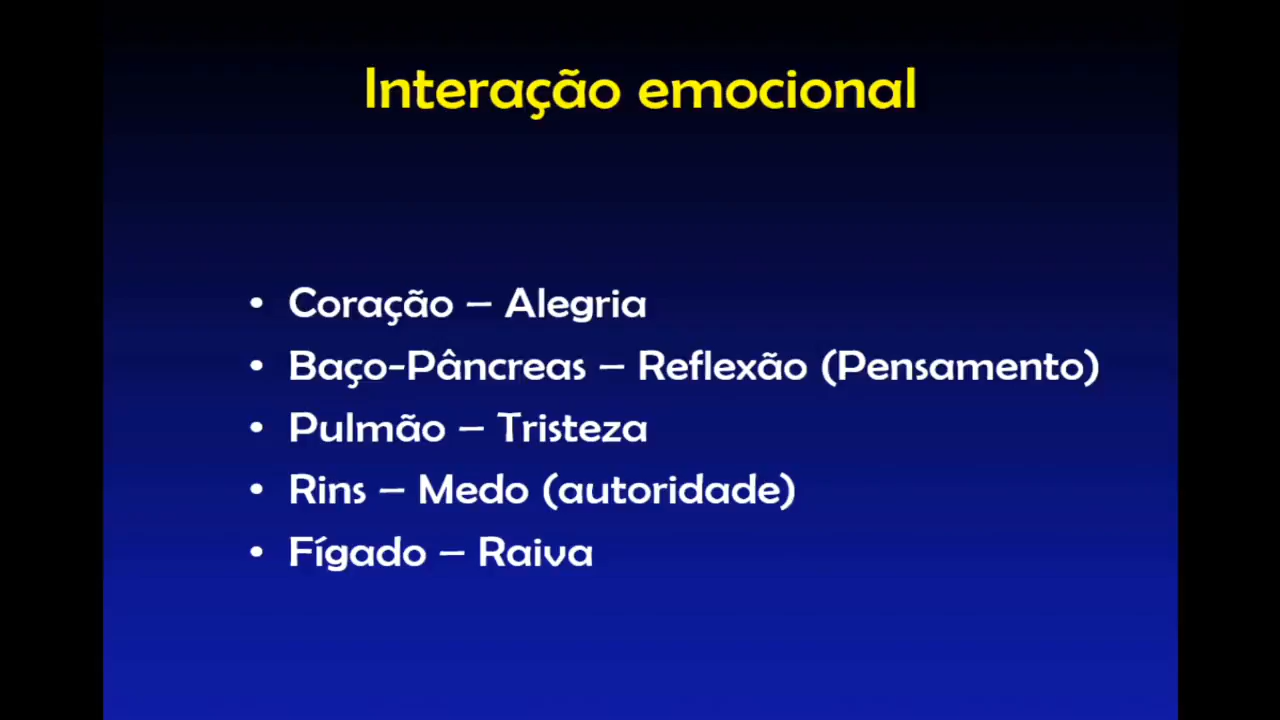 Interação emocional
• Coração – Alegria
• Baço-Pâncreas – Reflexão (Pensamento)
• Pulmão – Tristeza
• Rins – Medo (autoridade)
• Fígado – Raiva